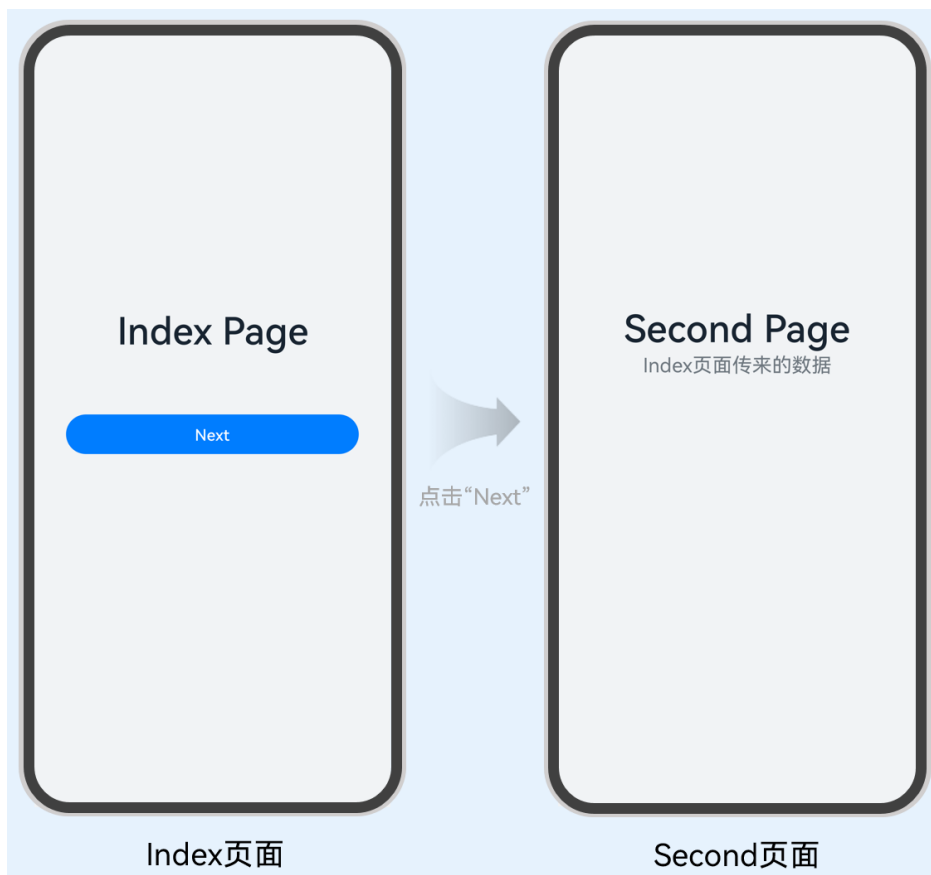 Index Page
Next
点击“Next”
Second Page
Index页面传来的数据
Index页面
Second页面